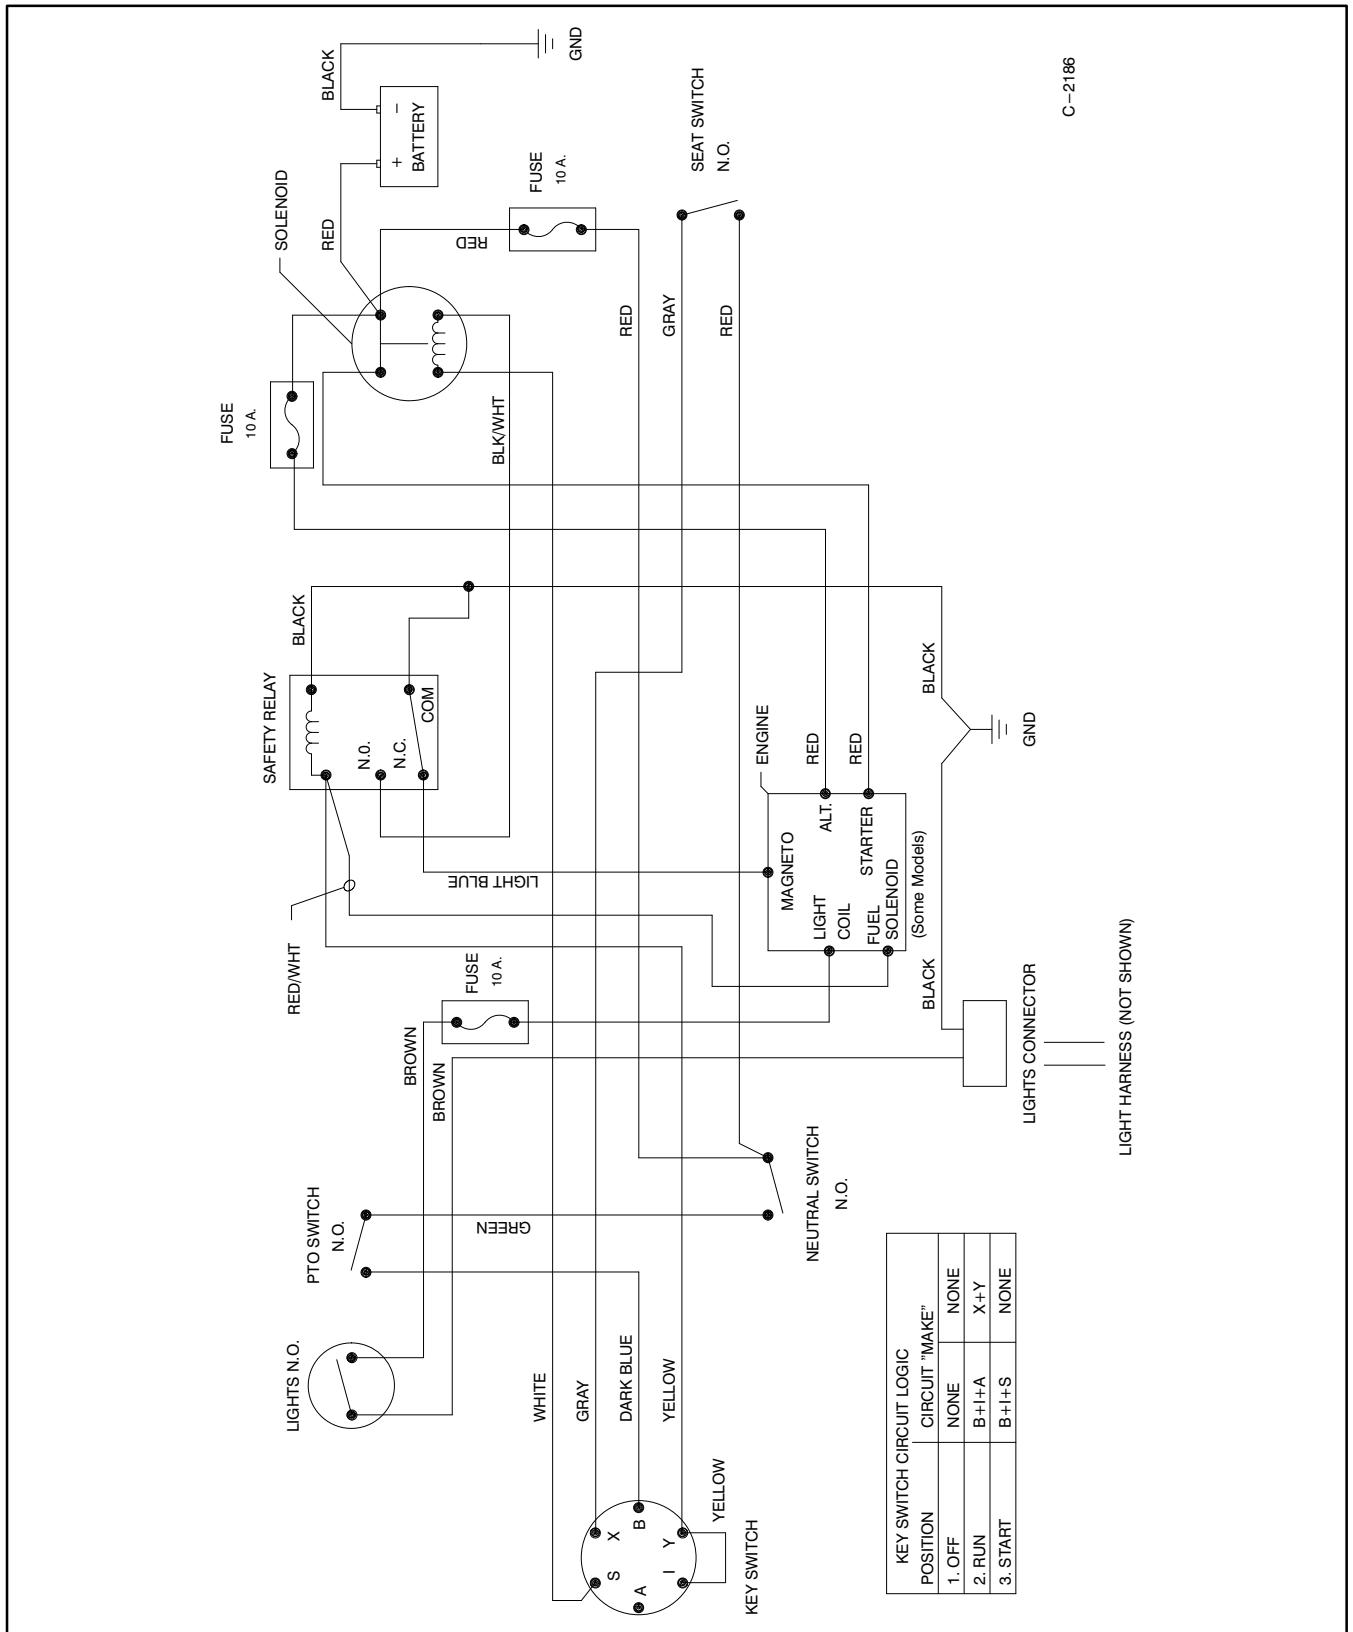 BLACK
GND
BATTERY
+
−
SOLENOID
RED
FUSE
10 A.
RED
SEAT SWITCH
N.O.
C−2186
FUSE
10 A.
BLK/WHT
RED
GRAY
RED
BLACK
SAFETY RELAY
COM
N.O.
N.C.
ENGINE
RED
RED
BLACK
GND
RED/WHT
LIGHT BLUE
MAGNETO
ALT.
LIGHT
COIL
STARTER
FUEL
SOLENOID
(Some Models)
BLACK
FUSE
10 A.
BROWN
BROWN
LIGHTS CONNECTOR
LIGHT HARNESS (NOT SHOWN)
PTO SWITCH
N.O.
GREEN
NEUTRAL SWITCH
N.O.
LIGHTS N.O.
WHITE
GRAY
DARK BLUE
YELLOW
S
X
A
B
I
Y
YELLOW
KEY SWITCH
KEY SWITCH CIRCUIT LOGIC
POSITION CIRCUIT "MAKE"
1. OFF NONE NONE
2. RUN B+I+A X+Y
3. START B+I+S NONE